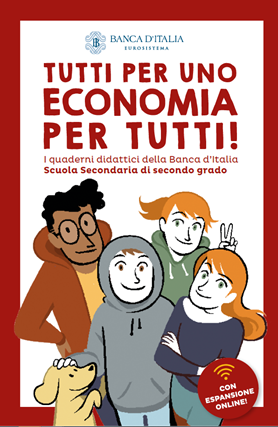 BANCA D'ITALIA
EUROSISTEMA
TUTTI PER UNO
ECONOMIA
PER TUTTI!
I quaderni didattici della Banca d'Italia
Scuola Secondaria di secondo grado
CON
ESPANSIONE
ONLINE!